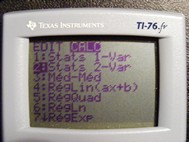 TEXAS INSTRUMENTS TI-76.fr
EDIT CALC
1:Stats 1-Var
2:Stats 2-Var
3:Méd-Méd
4:RégLin(ax+b)
5:RégQuad
6:RégLn
7↓RégExp